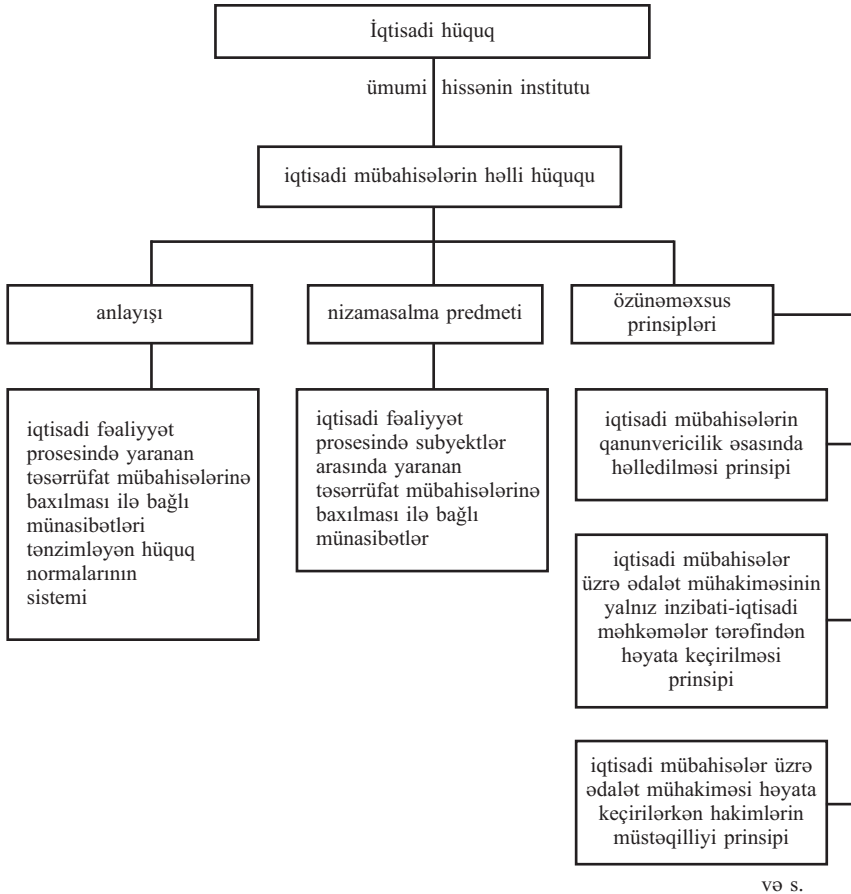 İqtisadi hüquq
ümumi hissənin institutu
iqtisadi mübahisələrin həlli hüququ
anlayışı
nizamasalma predmeti
özünəməxsus
prinsipləri
iqtisadi fəaliyyət
prosesində yaranan
təsərrüfat mübahisələrinə
baxılması ilə bağlı
münasibətləri
tənzimləyən hüquq
normalarının
sistemi
iqtisadi fəaliyyət
prosesində subyektlər
arasında yaranan
təsərrüfat mübahisələrinə
baxılması ilə bağlı
münasibətlər
iqtisadi mübahisələrin
qanunvericilik əsasında
həlledilməsi prinsipi
iqtisadi mübahisələr
üzrə ədalət mühakiməsinin
yalnız inzibati-iqtisadi
məhkəmələr tərəfindən
həyata keçirilməsi
prinsipi
iqtisadi mübahisələr üzrə
ədalət mühakiməsi həyata
keçirilərkən hakimlərin
müstəqilliyi prinsipi
və s.